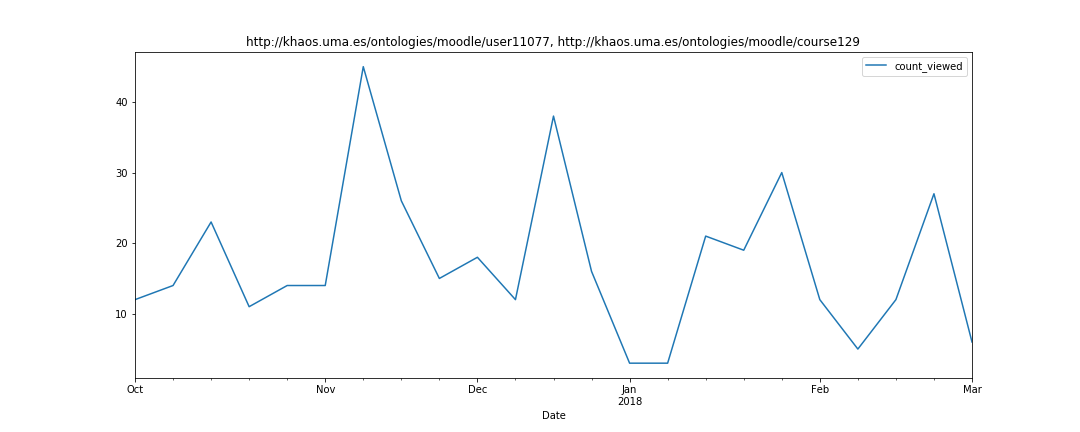 http://khaos.uma.es/ontologies/moodle/user11077, http://khaos.uma.es/ontologies/moodle/course129
count_viewed
40
30
20
10
Oct Nov Dec Jan Feb Mar
2018
Date